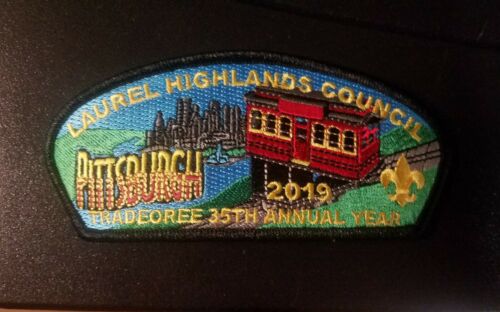 LAUREL HIGHLANDS COUNCIL
PITTSBURGH
2019
TRADEOREE 35TH ANNUAL YEAR